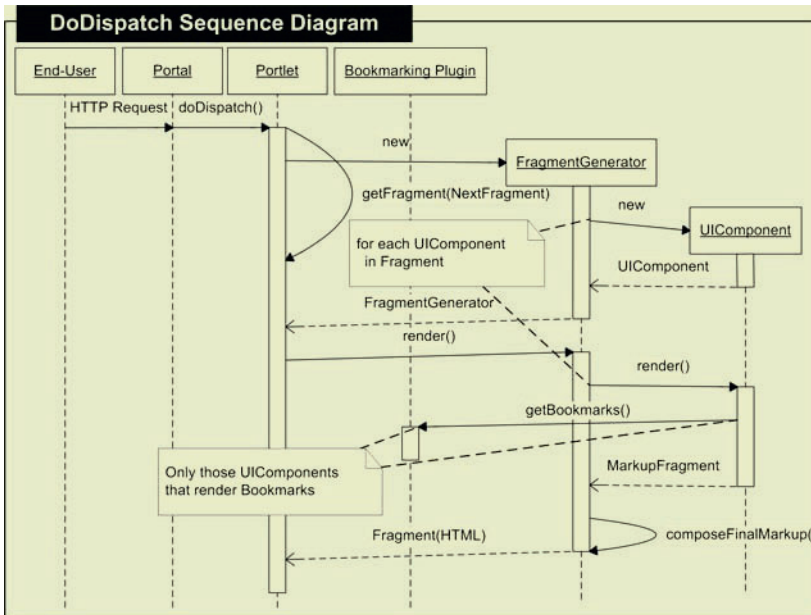 DoDispatch Sequence Diagram
End-User
Portal
Portlet
Bookmarking Plugin
HTTP Request
doDispatch()
new
FragmentGenerator
getFragment(NextFragment)
new
UIComponent
for each UIComponent
in Fragment
UIComponent
FragmentGenerator
render()
render()
getBookmarks()
Only those UIComponents
that render Bookmarks
MarkupFragment
Fragment(HTML)
composeFinalMarkup(